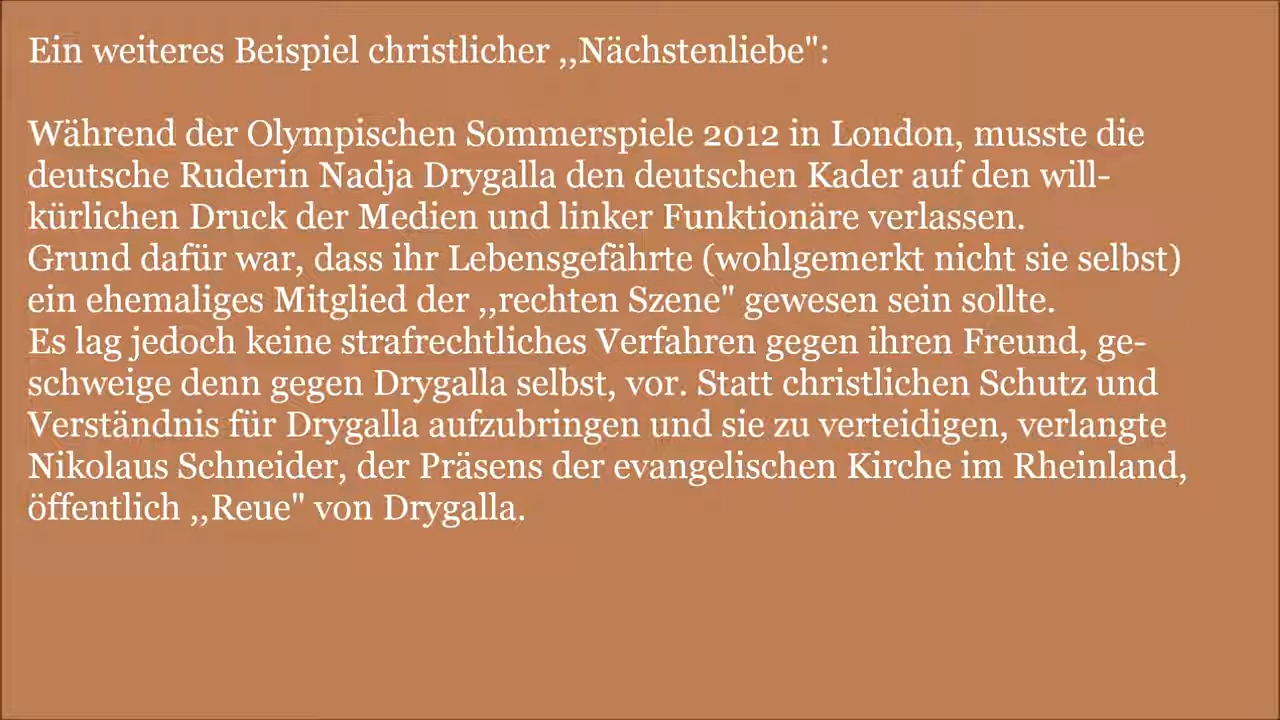 Ein weiteres Beispiel christlicher ,,Nächstenliebe":
Während der Olympischen Sommerspiele 2012 in London, musste die
deutsche Ruderin Nadja Drygalla den deutschen Kader auf den will-
kürlichen Druck der Medien und linker Funktionäre verlassen.
Grund dafür war, dass ihr Lebensgefährte (wohlgemerkt nicht sie selbst)
ein ehemaliges Mitglied der ,,rechten Szene" gewesen sein sollte.
Es lag jedoch keine strafrechtliches Verfahren gegen ihren Freund, ge-
schweige denn gegen Drygalla selbst, vor. Statt christlichen Schutz und
Verständnis für Drygalla aufzubringen und sie zu verteidigen, verlangte
Nikolaus Schneider, der Präsens der evangelischen Kirche im Rheinland,
öffentlich ,,Reue" von Drygalla.